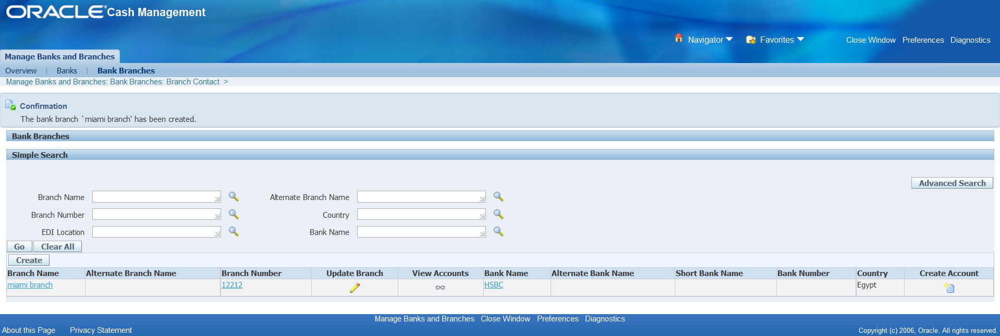 ORACLE® Cash Management
Navigator Favorites Close Window Preferences Diagnostics
Manage Banks and Branches
Overview | Banks | Bank Branches
Manage Banks and Branches: Bank Branches: Branch Contact >
Confirmation
The bank branch `miami branch' has been created.
Bank Branches
Simple Search
Advanced Search
Branch Name Alternate Branch Name
Branch Number Country
EDI Location Bank Name
Go Clear All
Create
Branch Name Alternate Branch Name Branch Number Update Branch View Accounts Bank Name Alternate Bank Name Short Bank Name Bank Number Country Create Account
miami branch 12212 HSBC Egypt
Manage Banks and Branches Close Window Preferences Diagnostics
About this Page Privacy Statement Copyright (c) 2006, Oracle. All rights reserved.